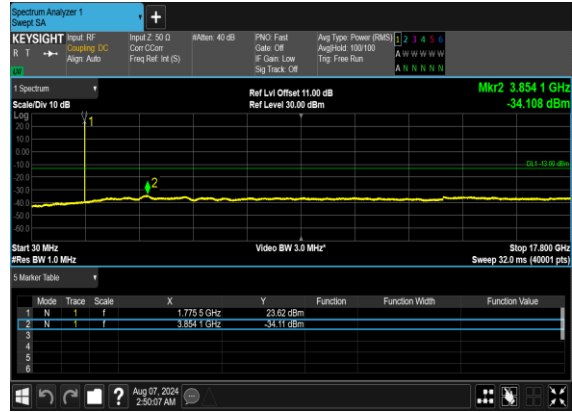 Spectrum Analyzer 1
Swept SA
+
KEYSIGHT Input: RF Input Z: 50 Ω #Atten: 40 dB PNO: Fast Avg Type: Power (RMS) 1 2 3 4 5 6
R T Coupling: DC Corr CCorr Gate: Off Avg|Hold: 100/100 A W W W W W
Align: Auto Freq Ref: Int (S) IF Gain: Low Trig: Free Run
Sig Track: Off A N N N N N
1 Spectrum Ref Lvl Offset 11.00 dB Mkr2 3.854 1 GHz
Scale/Div 10 dB Ref Level 30.00 dBm -34.108 dBm
Log
1
20.0
10.0
0.00
-10.0
DL1 -13.00 dBm
-20.0
2
-30.0
-40.0
-50.0
-60.0
Start 30 MHz Video BW 3.0 MHz* Stop 17.800 GHz
#Res BW 1.0 MHz Sweep 32.0 ms (40001 pts)
5 Marker Table
Mode Trace Scale X Y Function Function Width Function Value
1 N 1 f 1.775 5 GHz 23.62 dBm
2 N 1 f 3.854 1 GHz -34.11 dBm
3
4
5
6
? Aug 07, 2024
2:50:07 AM